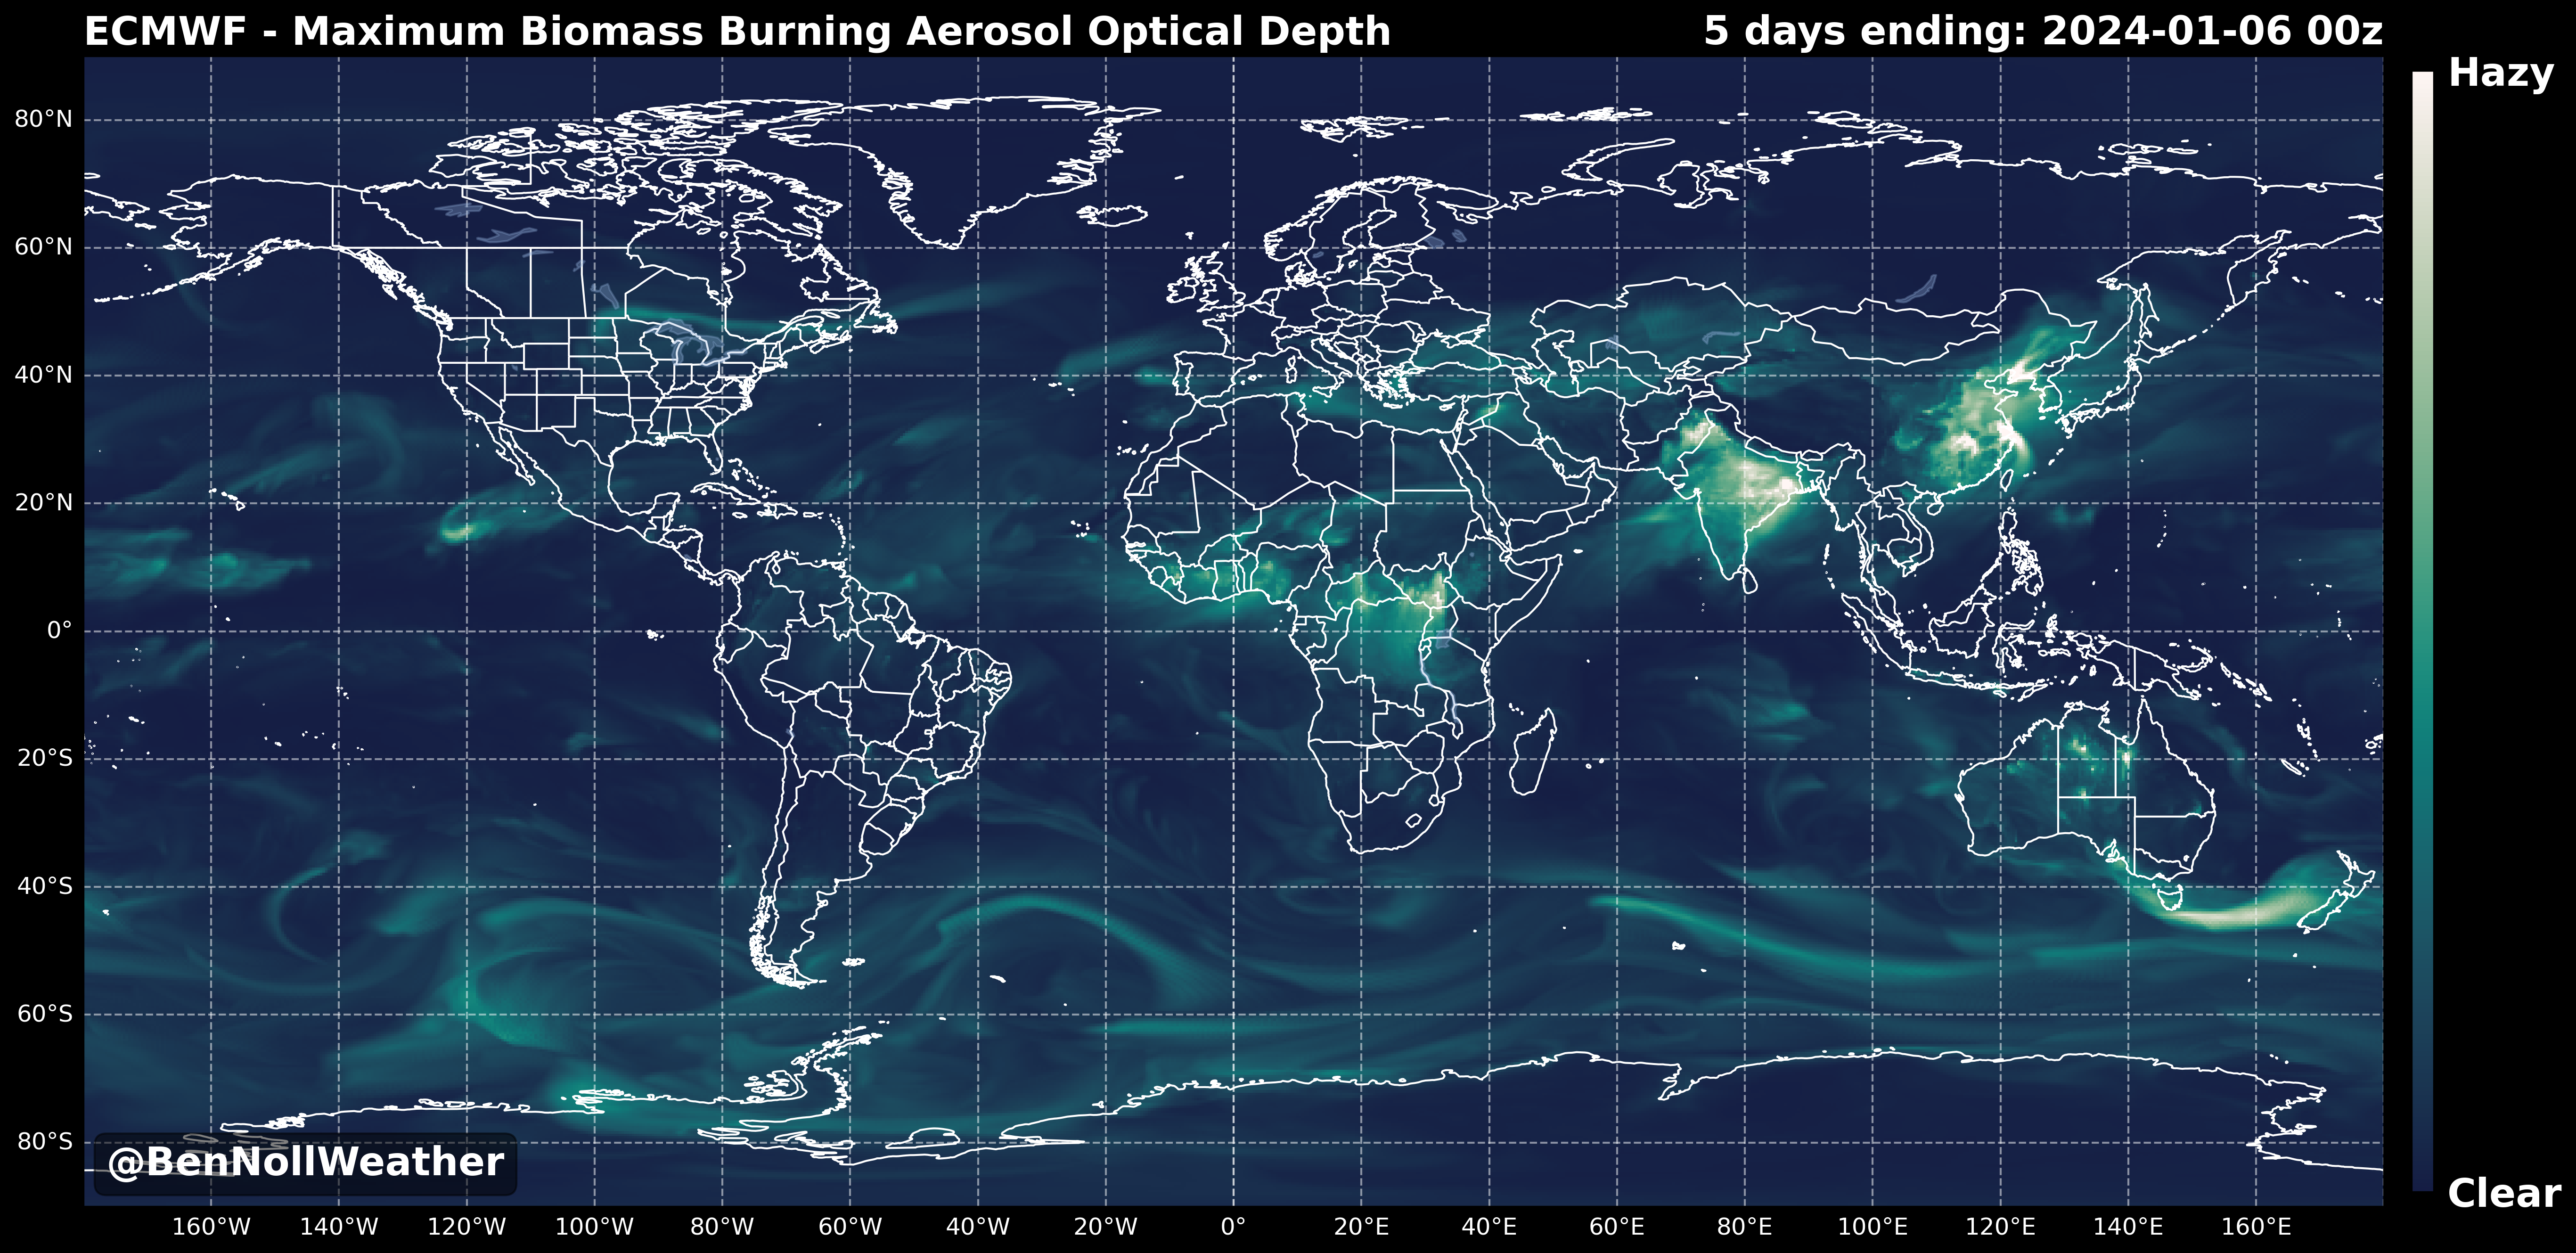 ECMWF - Maximum Biomass Burning Aerosol Optical Depth
5 days ending: 2024-01-06 00z
Hazy
80°N
60°N
40°N
20°N
0°
20°S
40°S
60°S
80°S
@BenNollWeather
Clear
160°W 140°W 120°W 100°W 80°W 60°W 40°W 20°W 0° 20°E 40°E 60°E 80°E 100°E 120°E 140°E 160°E